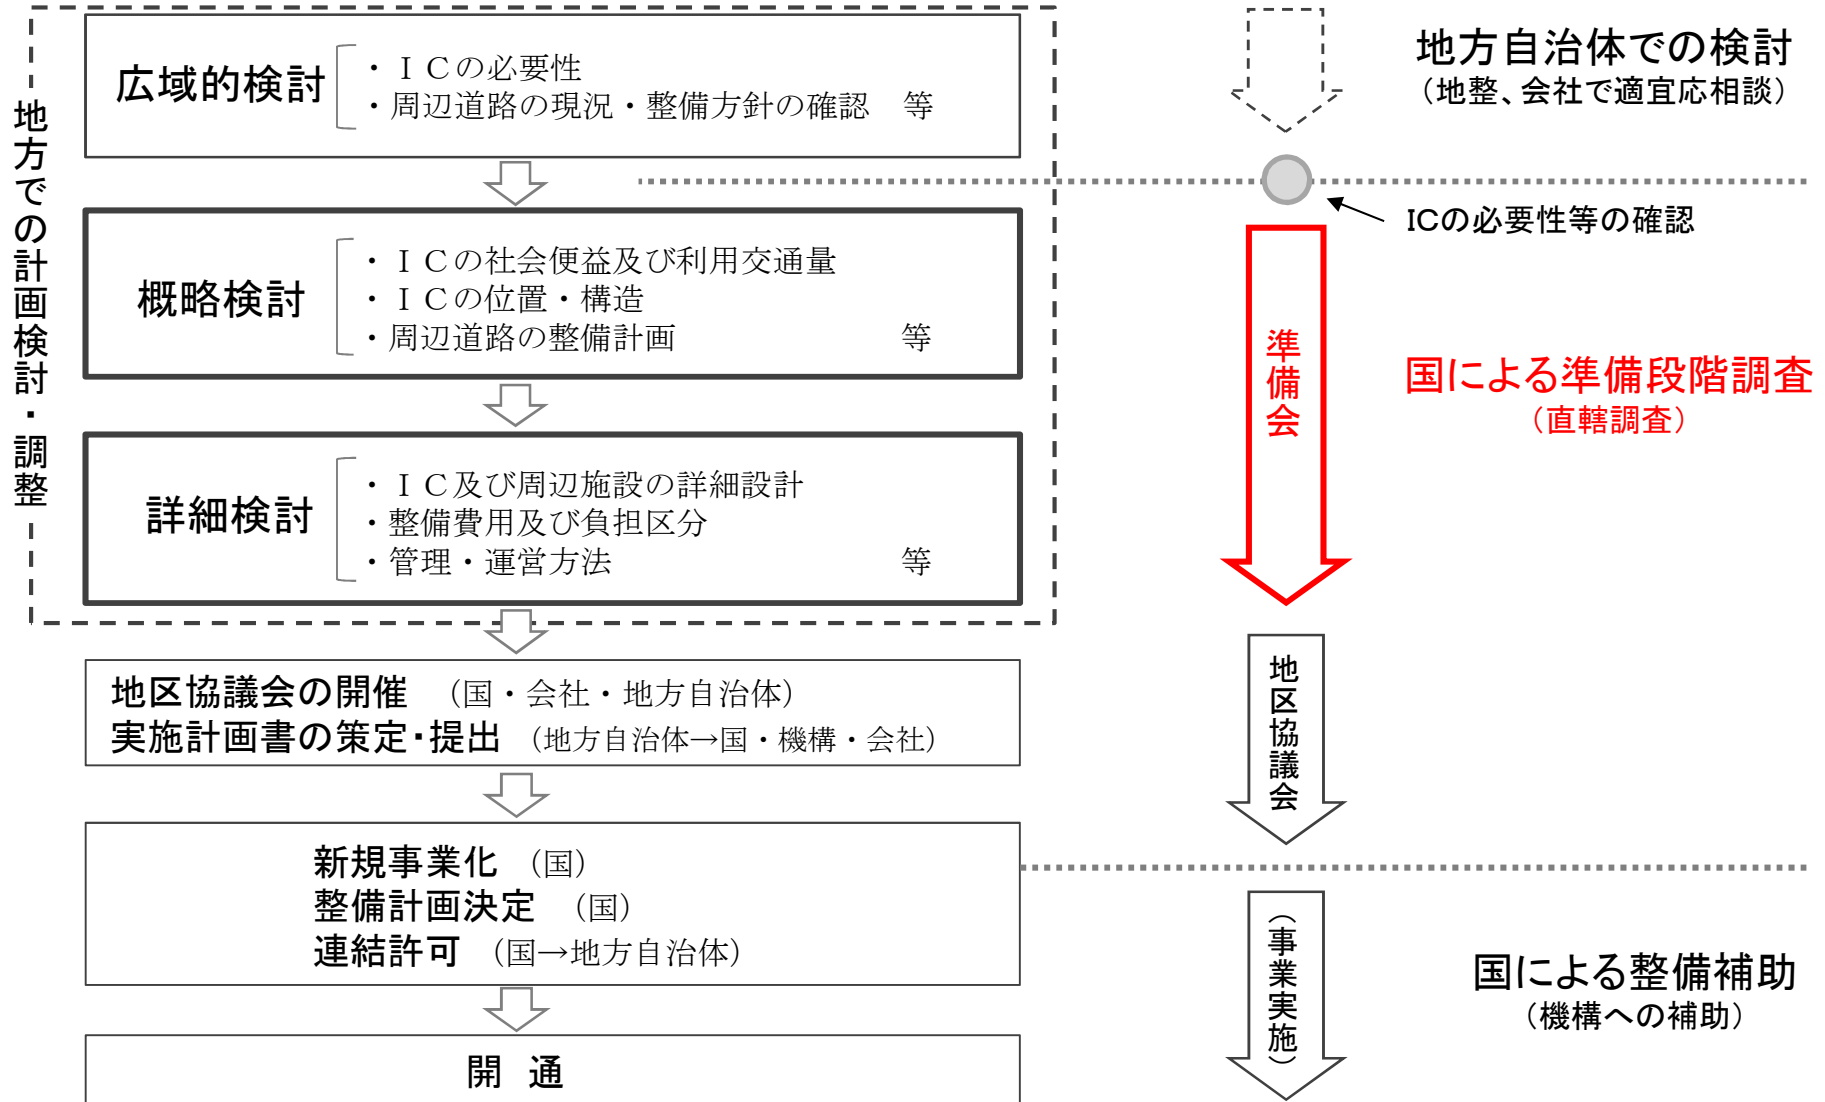 地方での計画検討・調整
広域的検討
・ＩＣの必要性
・周辺道路の現況・整備方針の確認　等
概略検討
・ＩＣの社会便益及び利用交通量
・ＩＣの位置・構造
・周辺道路の整備計画　　　　　　　等
詳細検討
・ＩＣ及び周辺施設の詳細設計
・整備費用及び負担区分
・管理・運営方法　　　　　　　　　等
地区協議会の開催　（国・会社・地方自治体）
実施計画書の策定・提出　（地方自治体→国・機構・会社）
新規事業化　（国）
整備計画決定　（国）
連結許可　（国→地方自治体）
開　通
地方自治体での検討
（地整、会社で適宜応相談）
ICの必要性等の確認
準備会
国による準備段階調査
（直轄調査）
地区協議会
（事業実施）
国による整備補助
（機構への補助）